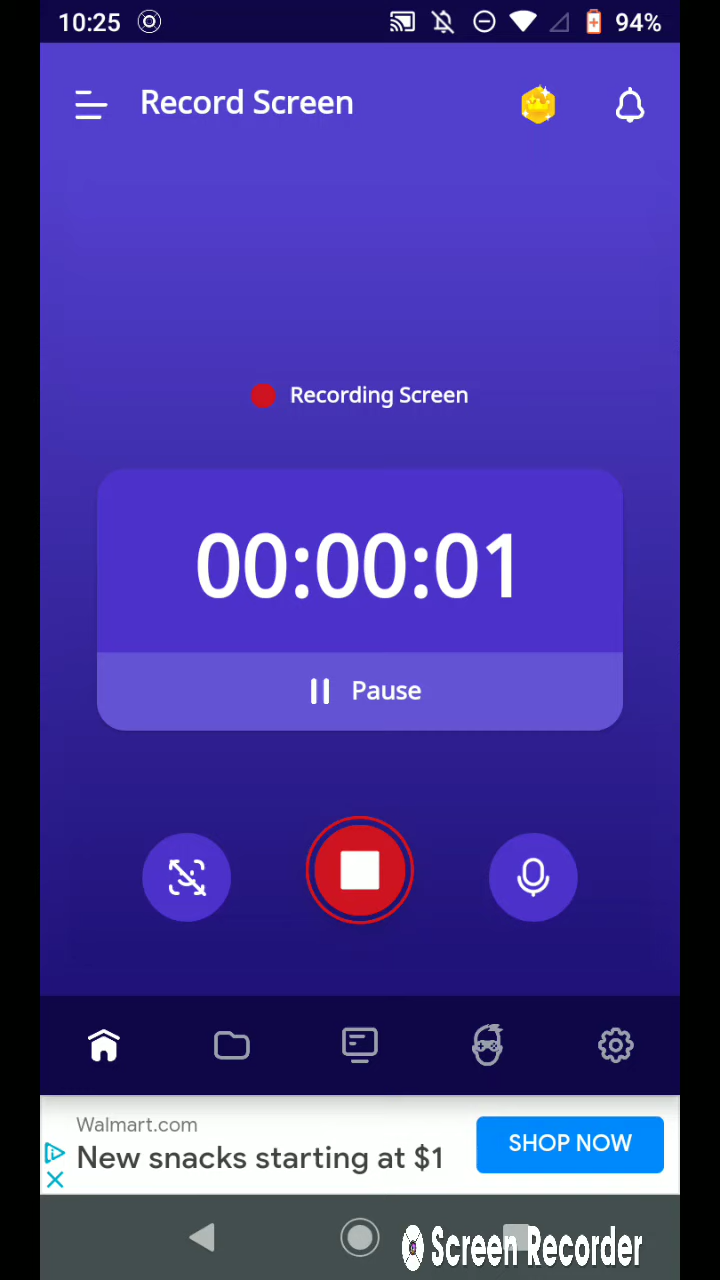 10:25
94%
Record Screen
Recording Screen
00:00:01
Pause
Walmart.com
New snacks starting at $1
SHOP NOW
Screen Recorder